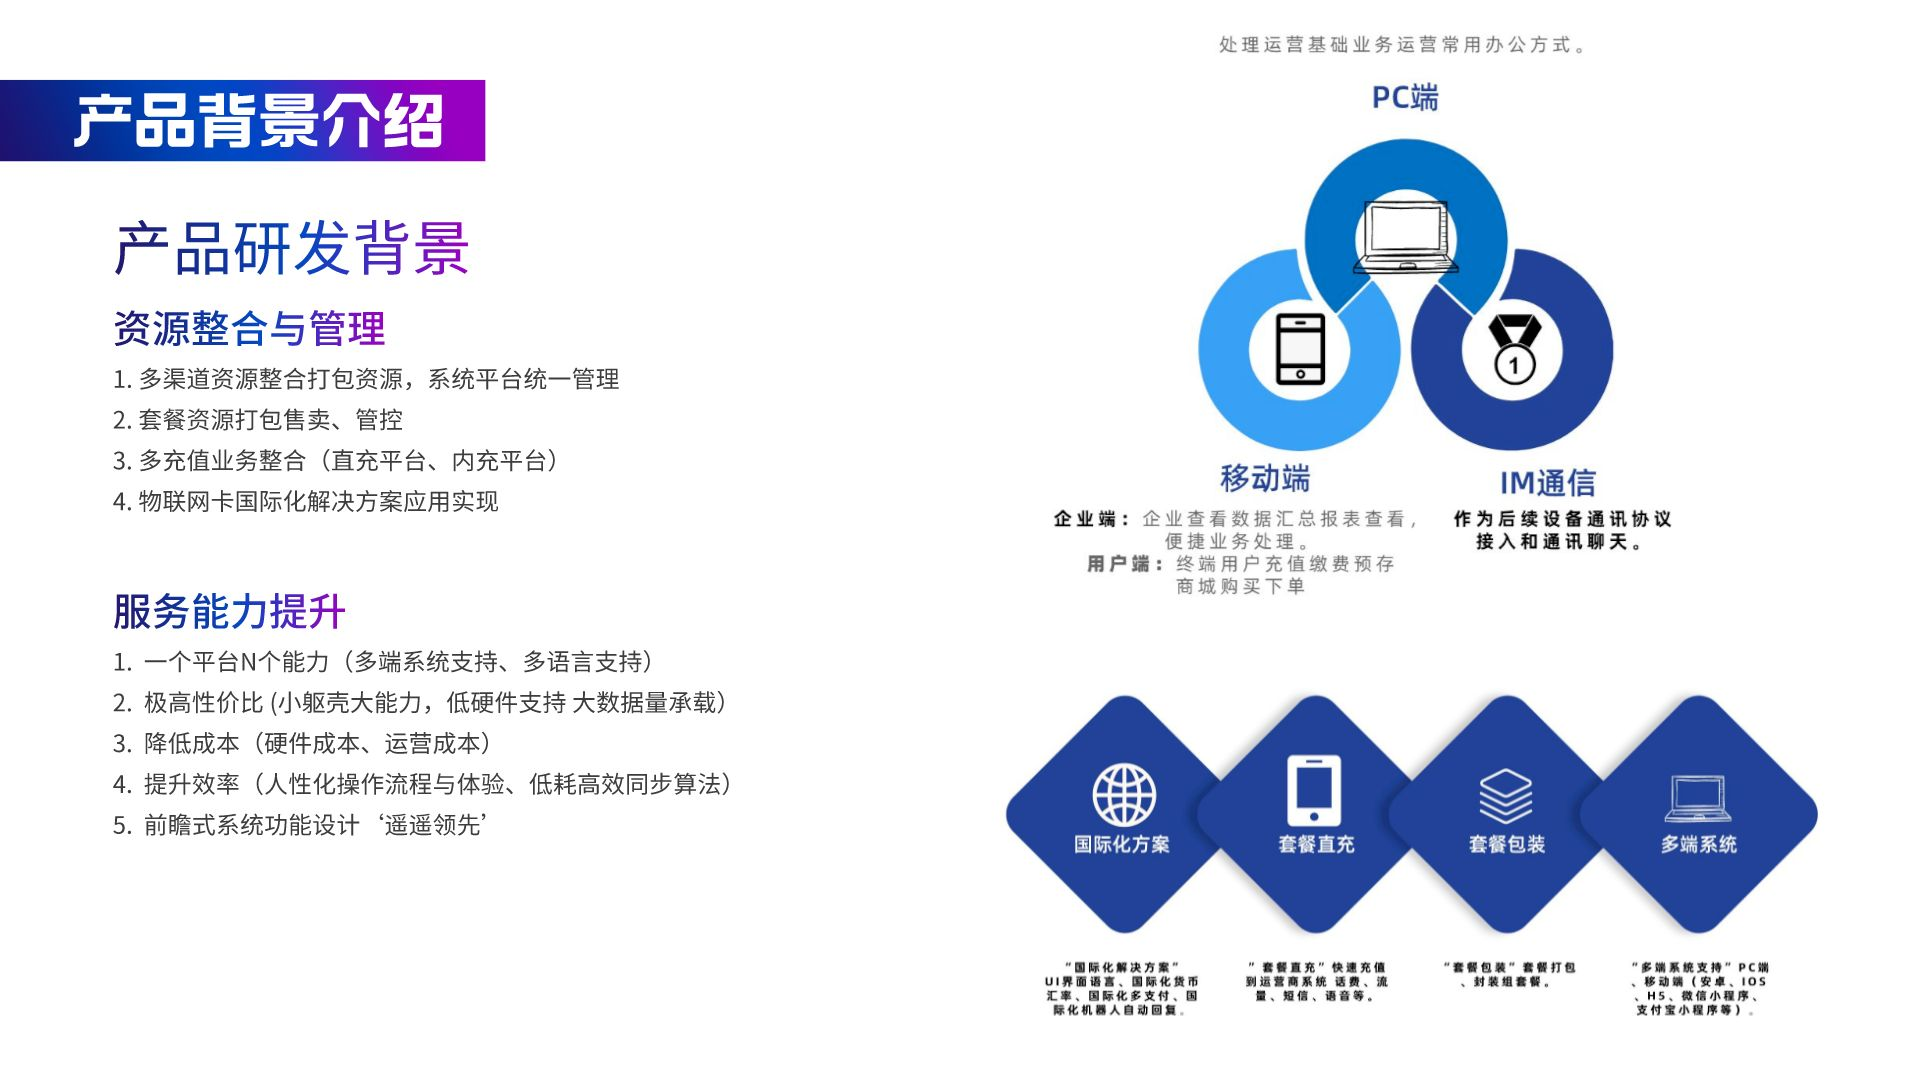 产品背景介绍
产品研发背景
资源整合与管理
1. 多渠道资源整合打包资源，系统平台统一管理
2. 套餐资源打包售卖、管控
3. 多充值业务整合（直充平台、内充平台）
4. 物联网卡国际化解决方案应用实现
服务能力提升
1. 一个平台N个能力（多端系统支持、多语言支持）
2. 极高性价比 (小躯壳大能力，低硬件支持 大数据量承载）
3. 降低成本（硬件成本、运营成本）
4. 提升效率（人性化操作流程与体验、低耗高效同步算法）
5. 前瞻式系统功能设计‘遥遥领先’
处理运营基础业务运营常用办公方式。
PC端
1
移动端
企业端：企业查看数据汇总报表查看，
便捷业务处理。
用户端：终端用户充值缴费预存
商城购买下单
IM通信
作为后续设备通讯协议
接入和通讯聊天。
国际化方案
套餐直充
套餐包装
多端系统
“国际化解决方案”
UI界面语言、国际化货币
汇率、国际化多支付、国
际化机器人自动回复。
”套餐直充”快速充值
到运营商系统 话费、流
量、短信、语音等。
“套餐包装”套餐打包
、封装组套餐。
“多端系统支持”PC端
、移动端（安卓、IOS
、H5、微信小程序、
支付宝小程序等）。